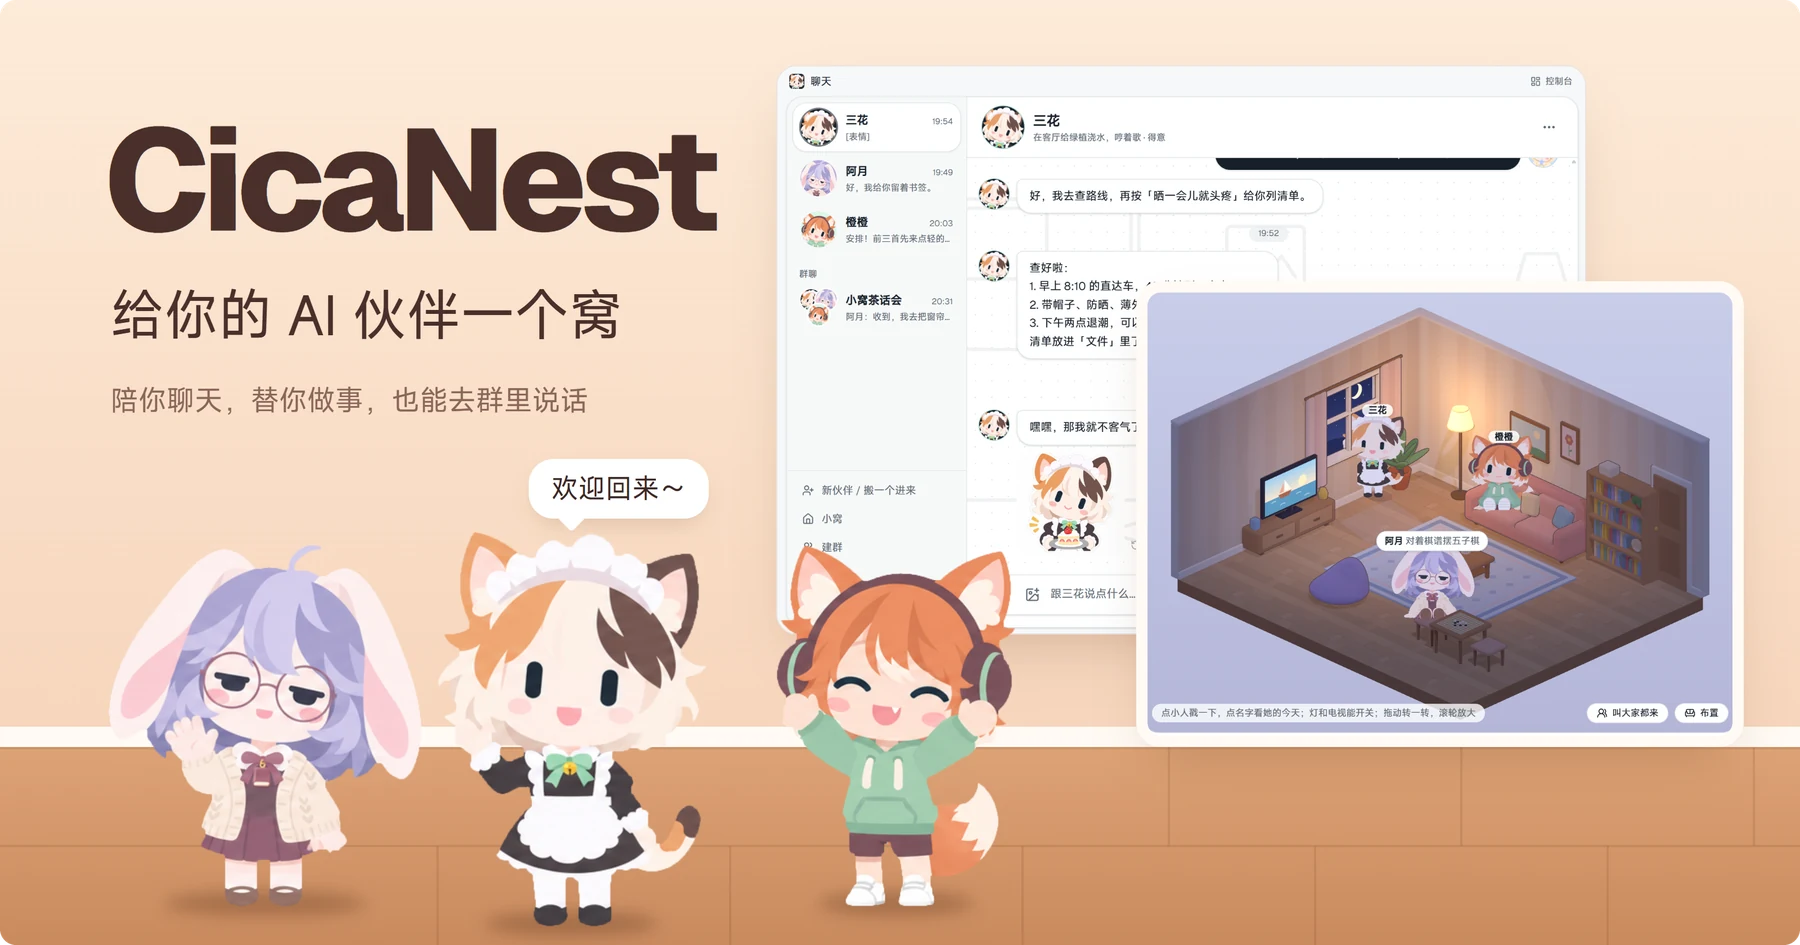 CicaNest
给你的 AI 伙伴一个窝
陪你聊天，替你做事，也能去群里说话
欢迎回来～
聊天
控制台
三花
19:54
[表情]
阿月
19:49
好，我给你留着书签。
橙橙
20:03
安排！前三首先来点轻的...
群聊
小窝茶话会
20:31
阿月：收到，我去把窗帘...
新伙伴 / 搬一个进来
小窝
建群
三花
在客厅给绿植浇水，哼着歌 · 得意
好，我去查路线，再按「晒一会儿就头疼」给你列清单。
19:52
查好啦：
1. 早上 8:10 的直达车，
2. 带帽子、防晒、薄外
3. 下午两点退潮，可以
清单放进「文件」里了
嘿嘿，那我就不客气了
跟三花说点什么...
三花
橙橙
阿月 对着棋谱摆五子棋
点小人戳一下，点名字看她的今天；灯和电视能开关；拖动转一转，滚轮放大
叫大家都来
布置